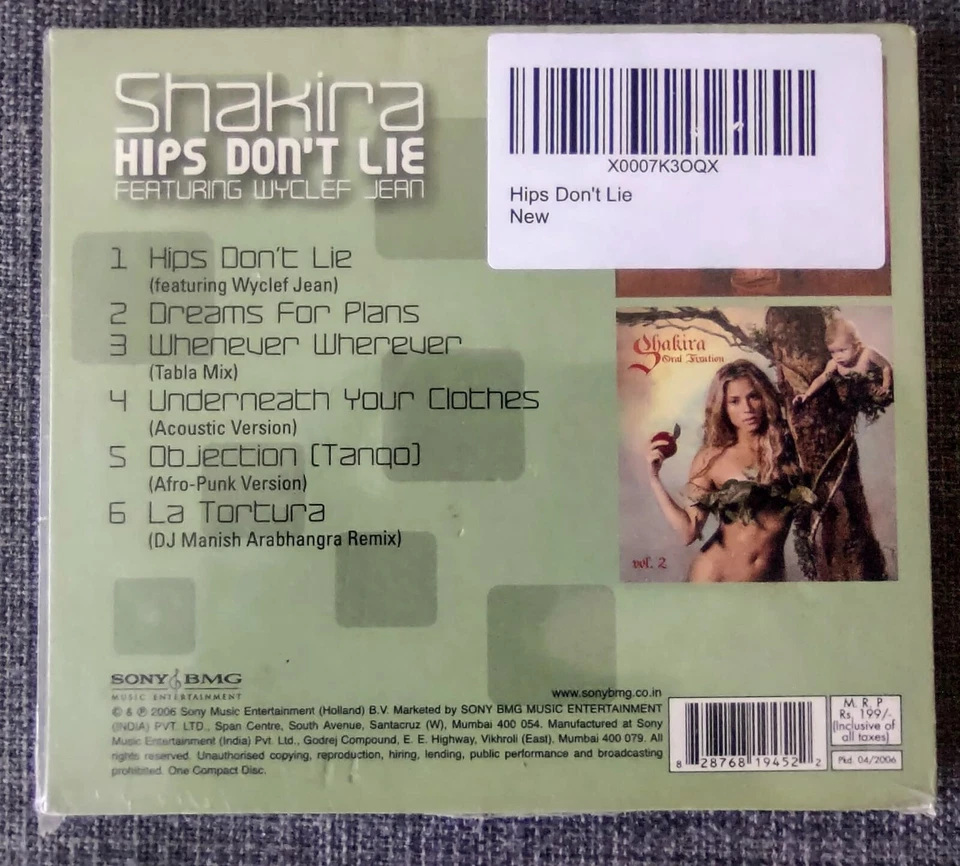 Shakira
HIPS DON'T LIE
FEATURING WYCLEF JEAN
X0007K3OQX
Hips Don't Lie
New
1 Hips Don't Lie
(featuring Wyclef Jean)
2 Dreams For Plans
3 Whenever Wherever
(Tabla Mix)
4 Underneath Your Clothes
(Acoustic Version)
5 Objection (Tango)
(Afro-Punk Version)
6 La Tortura
(DJ Manish Arabhangra Remix)
Shakira
Oral Fixation
vol. 2
SONY BMG
MUSIC ENTERTAINMENT
www.sonybmg.co.in
© & ℗ 2006 Sony Music Entertainment (Holland) B.V. Marketed by SONY BMG MUSIC ENTERTAINMENT
(INDIA) PVT. LTD., Span Centre, South Avenue, Santacruz (W), Mumbai 400 054. Manufactured at Sony
Music Entertainment (India) Pvt. Ltd., Godrej Compound, E. E. Highway, Vikhroli (East), Mumbai 400 079. All
rights reserved. Unauthorised copying, reproduction, hiring, lending, public performance and broadcasting
prohibited. One Compact Disc.
8 28768 19452 2
M. R. P
Rs. 199/-
(Inclusive of
all taxes)
Pkd. 04/2006